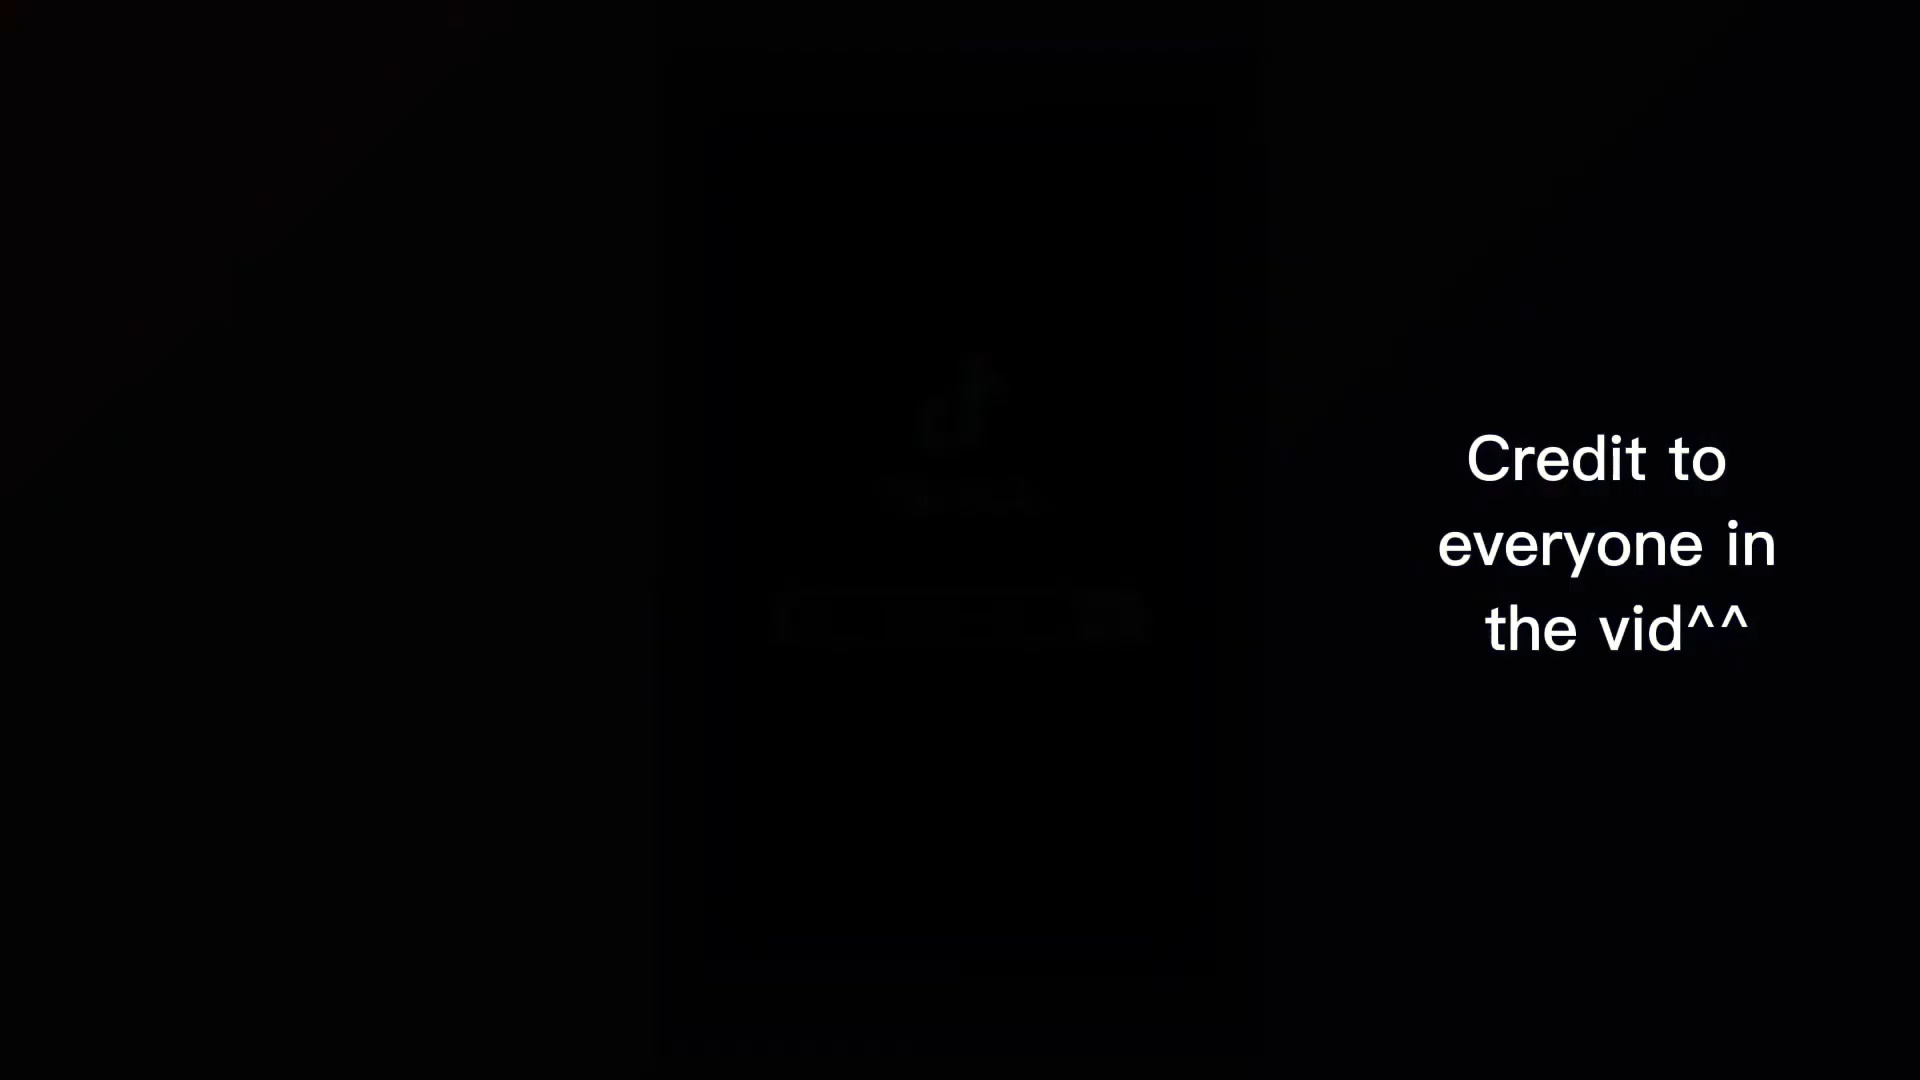 Credit to
everyone in
the vid^^